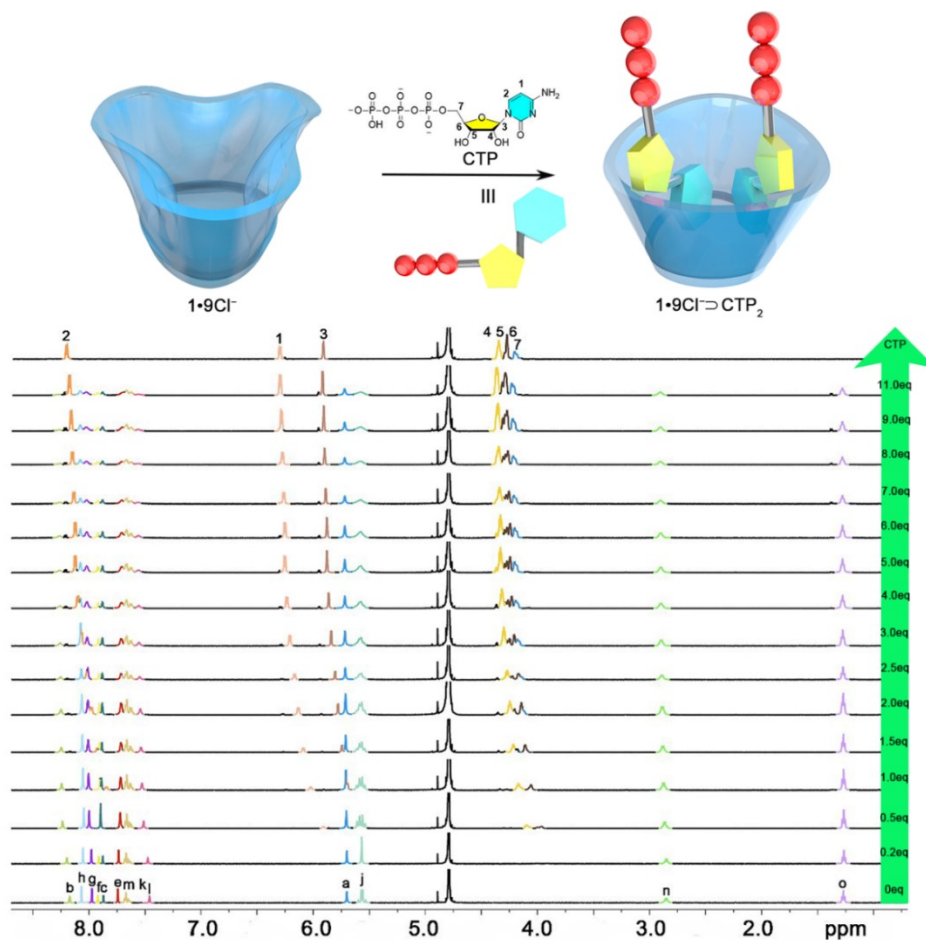 1
2
NH₂
7
O
N
N
3
6
5
4
HO
OH
O
⁻O-P-O-P-O-P-O
O O O
OH O⁻ O⁻
CTP
III
1•9Cl⁻
1•9Cl⁻⊃CTP₂
2 1 3 4 5 6 7 CTP
11.0eq
9.0eq
8.0eq
7.0eq
6.0eq
5.0eq
4.0eq
3.0eq
2.5eq
2.0eq
1.5eq
1.0eq
0.5eq
0.2eq
b h g f c e m k l a j n o 0eq
8.0 7.0 6.0 5.0 4.0 3.0 2.0 ppm